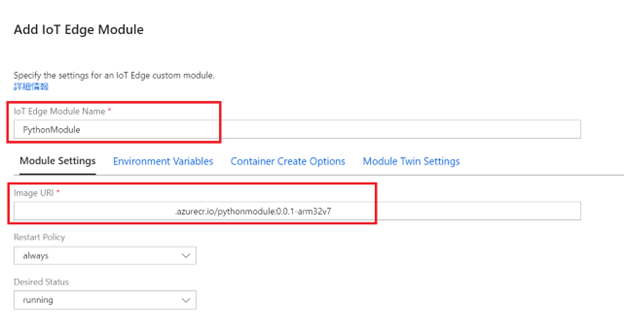 Add IoT Edge Module
Specify the settings for an IoT Edge custom module.
詳細情報
IoT Edge Module Name *
PythonModule
Module Settings Environment Variables Container Create Options Module Twin Settings
Image URI *
.azurecr.io/pythonmodule:0.0.1-arm32v7
Restart Policy
always
Desired Status
running